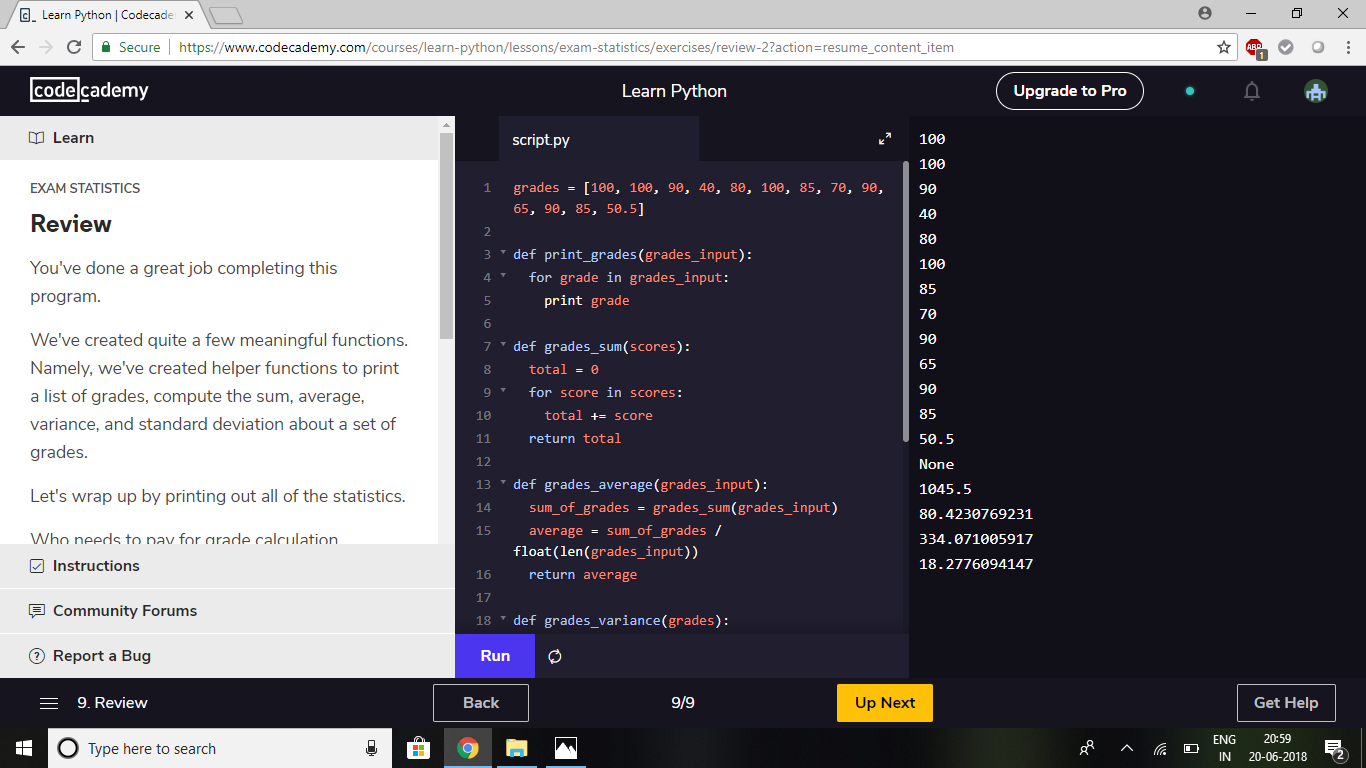 Learn Python | Codecade
Secure
https://www.codecademy.com/courses/learn-python/lessons/exam-statistics/exercises/review-2?action=resume_content_item
ABP
1
codecademy
Learn Python
Upgrade to Pro
Learn
EXAM STATISTICS
Review
You've done a great job completing this
program.
We've created quite a few meaningful functions.
Namely, we've created helper functions to print
a list of grades, compute the sum, average,
variance, and standard deviation about a set of
grades.
Let's wrap up by printing out all of the statistics.
Who needs to pay for grade calculation
Instructions
Community Forums
Report a Bug
script.py
1 grades = [100, 100, 90, 40, 80, 100, 85, 70, 90,
65, 90, 85, 50.5]
2
3 def print_grades(grades_input):
4 for grade in grades_input:
5 print grade
6
7 def grades_sum(scores):
8 total = 0
9 for score in scores:
10 total += score
11 return total
12
13 def grades_average(grades_input):
14 sum_of_grades = grades_sum(grades_input)
15 average = sum_of_grades /
float(len(grades_input))
16 return average
17
18 def grades_variance(grades):
Run
100
100
90
40
80
100
85
70
90
65
90
85
50.5
None
1045.5
80.4230769231
334.071005917
18.2776094147
9. Review
Back
9/9
Up Next
Get Help
Type here to search
ENG
IN
20:59
20-06-2018
2